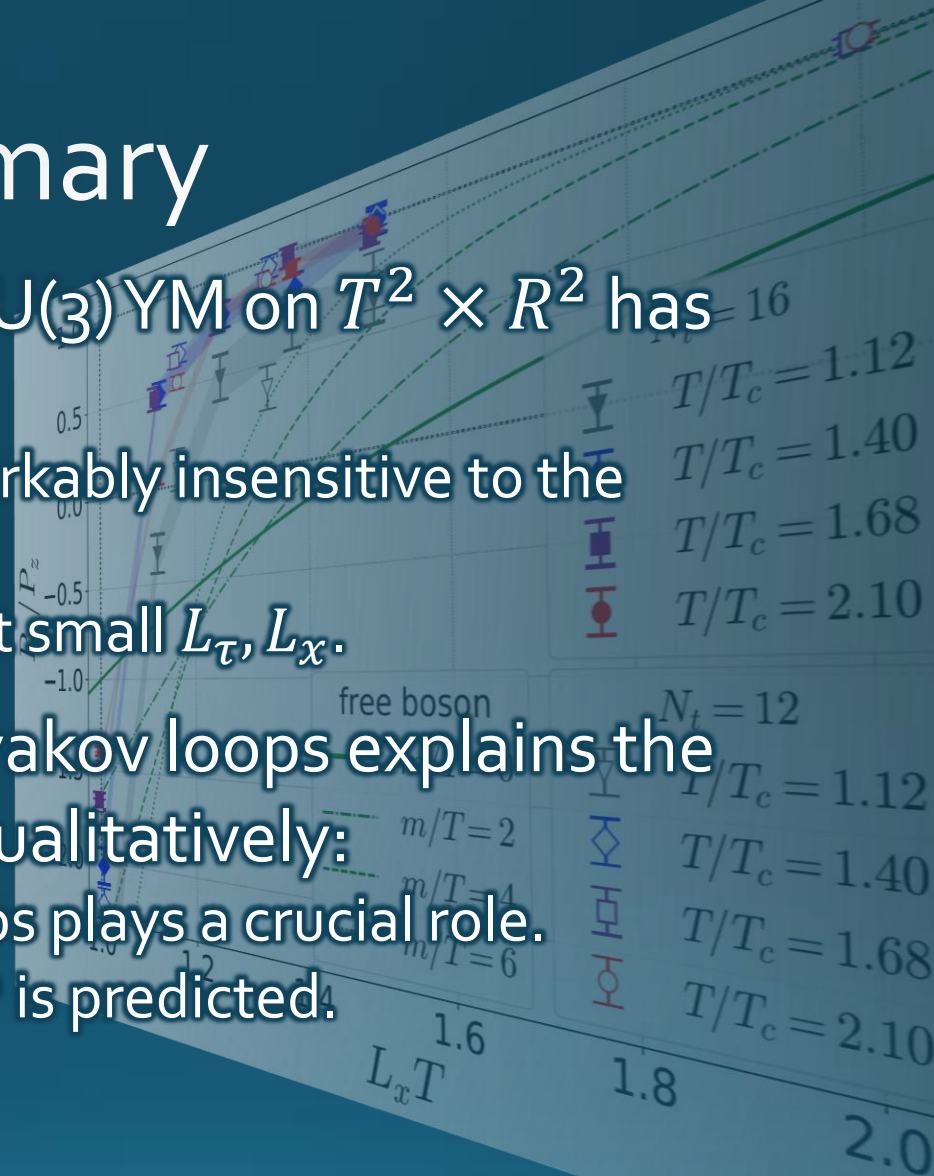 mary
U(3) YM on T² × R² has
rkably insensitive to the
t small L_τ, L_x.
yakov loops explains the
ualitatively:
os plays a crucial role.
is predicted.
0.5
0.0
−0.5
−1.0
/ P_z
N_t = 16
T/T_c = 1.12
T/T_c = 1.40
T/T_c = 1.68
T/T_c = 2.10
free boson
m/T = 2
m/T = 4
m/T = 6
N_t = 12
T/T_c = 1.12
T/T_c = 1.40
T/T_c = 1.68
T/T_c = 2.10
1.2
1.6
1.8
2.0
L_xT